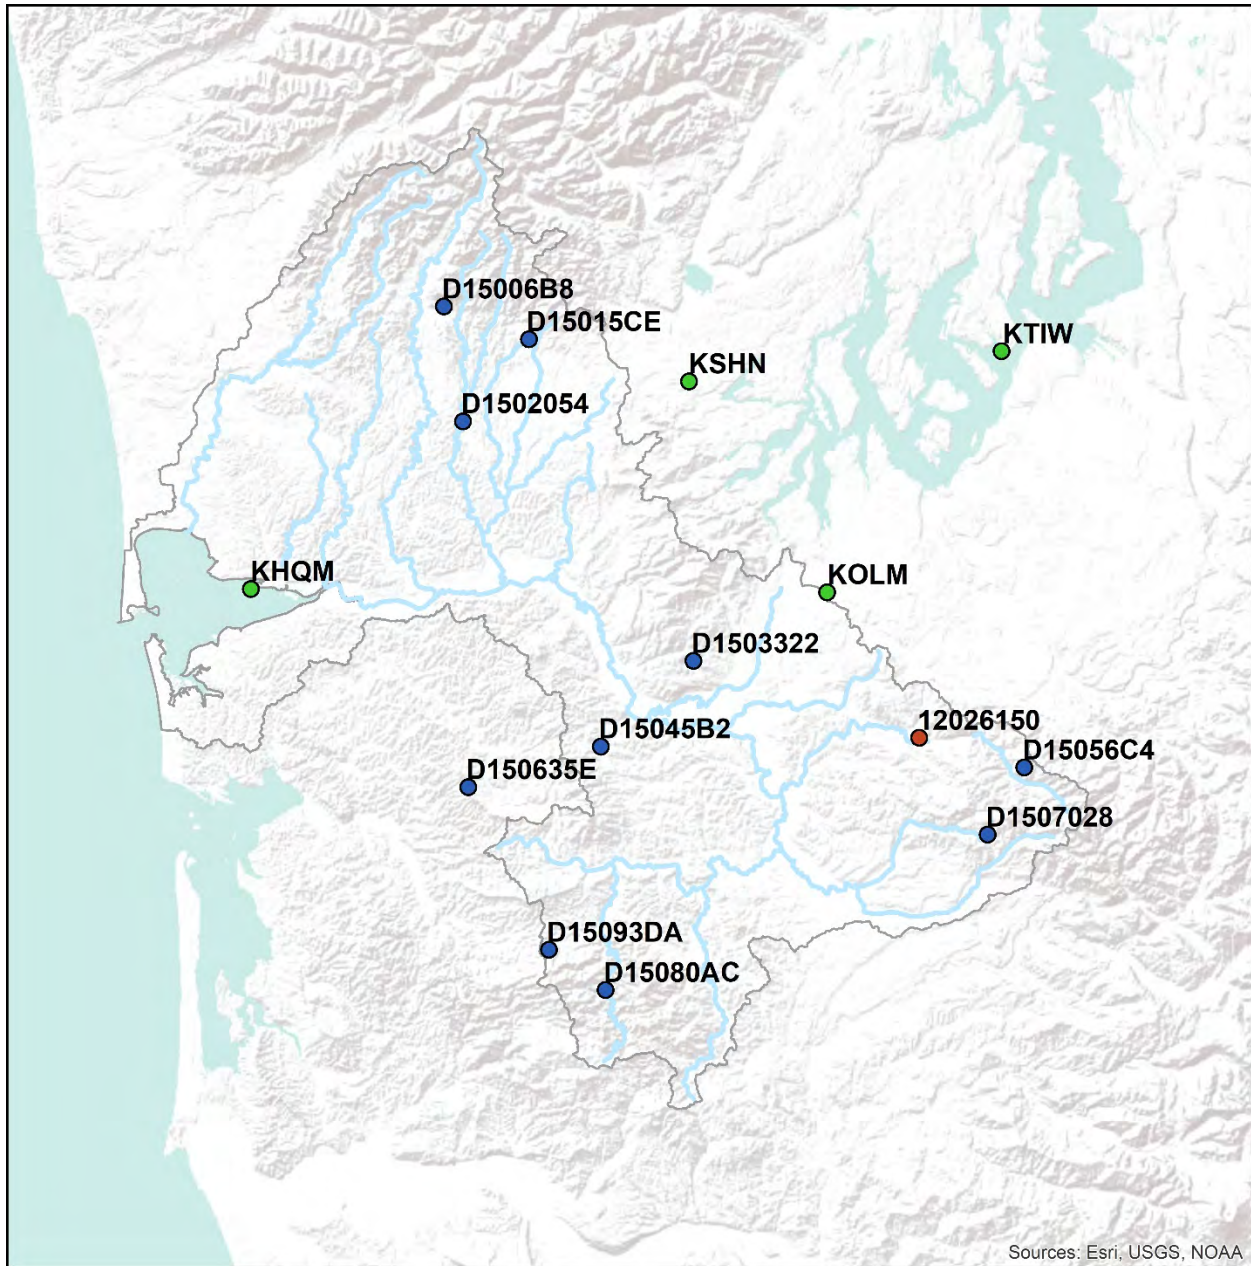 D15006B8
D15015CE
KTIW
KSHN
D1502054
KHQM
KOLM
D1503322
12026150
D15045B2
D15056C4
D150635E
D1507028
D15093DA
D15080AC
Sources: Esri, USGS, NOAA